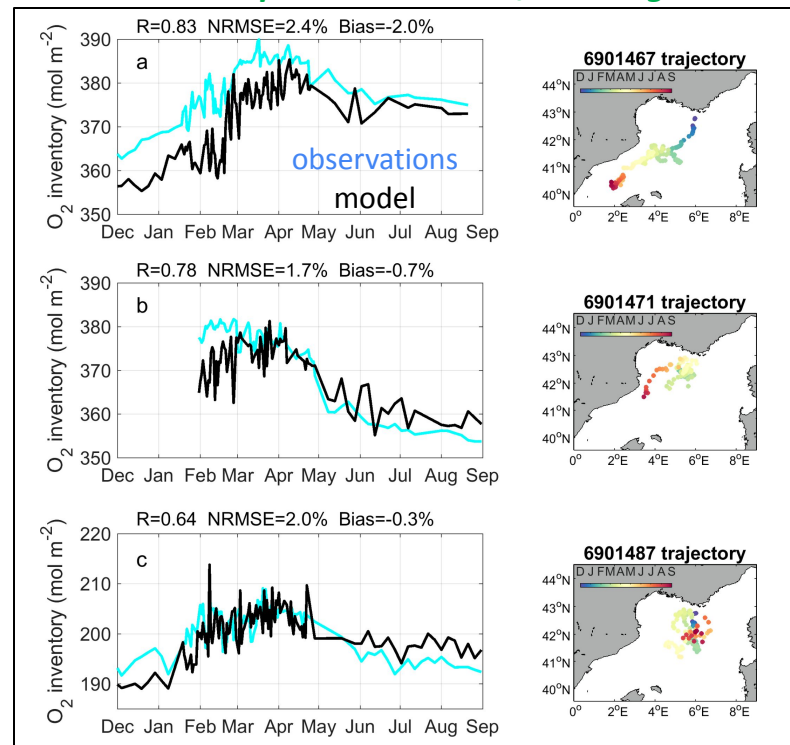 R=0.83 NRMSE=2.4% Bias=-2.0%
O2 inventory (mol m-2)
390
380
370
360
350
a
observations
model
Dec Jan Feb Mar Apr May Jun Jul Aug Sep
6901467 trajectory
D J F M A M J J A S
44°N
43°N
42°N
41°N
40°N
0° 2°E 4°E 6°E 8°E
R=0.78 NRMSE=1.7% Bias=-0.7%
O2 inventory (mol m-2)
390
380
370
360
350
b
Dec Jan Feb Mar Apr May Jun Jul Aug Sep
6901471 trajectory
D J F M A M J J A S
44°N
43°N
42°N
41°N
40°N
0° 2°E 4°E 6°E 8°E
R=0.64 NRMSE=2.0% Bias=-0.3%
O2 inventory (mol m-2)
220
210
200
190
c
Dec Jan Feb Mar Apr May Jun Jul Aug Sep
6901487 trajectory
D J F M A M J J A S
44°N
43°N
42°N
41°N
40°N
0° 2°E 4°E 6°E 8°E